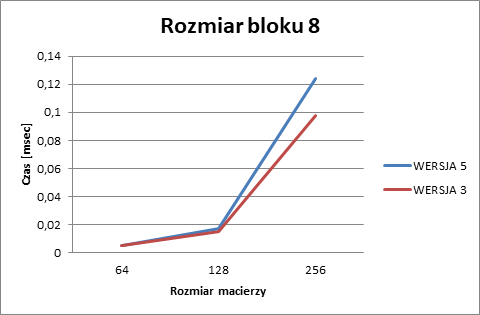 Rozmiar bloku 8
0,14
0,12
0,1
0,08
0,06
0,04
0,02
0
Czas [msec]
64 128 256
Rozmiar macierzy
WERSJA 5
WERSJA 3